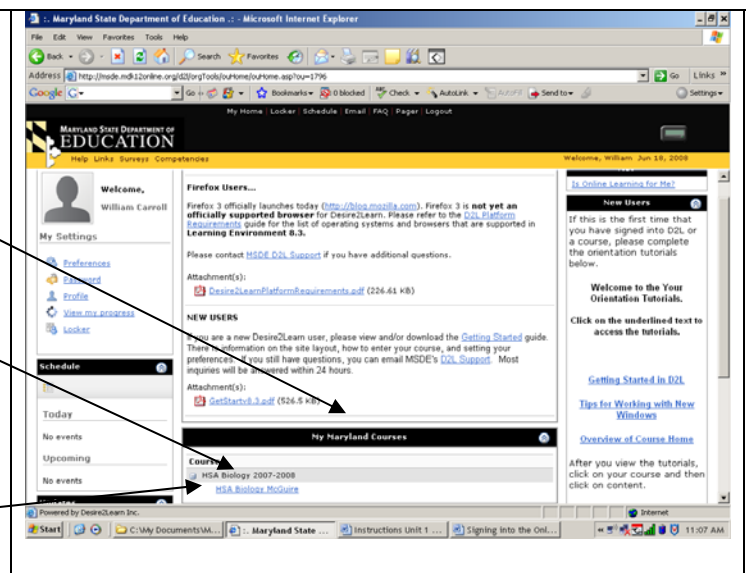 :. Maryland State Department of Education .: - Microsoft Internet Explorer
File Edit View Favorites Tools Help
Back Search Favorites
Address http://msde.mdk12online.org/d2l/orgTools/ouHome/ouHome.asp?ou=1796 Go Links
Google Go Bookmarks 0 blocked Check AutoLink AutoFill Send to Settings
My Home | Locker | Schedule | Email | FAQ | Pager | Logout
MARYLAND STATE DEPARTMENT OF
EDUCATION
Help Links Surveys Competencies Welcome, William Jun 18, 2008
Welcome,
William Carroll
My Settings
Preferences
Password
Profile
View my progress
Locker
Schedule
Today
No events
Upcoming
No events
Updates
Firefox Users...
Firefox 3 officially launches today (http://blog.mozilla.com). Firefox 3 is not yet an
officially supported browser for Desire2Learn. Please refer to the D2L Platform
Requirements guide for the list of operating systems and browsers that are supported in
Learning Environment 8.3.
Please contact MSDE D2L Support if you have additional questions.
Attachment(s):
Desire2LearnPlatformRequirements.pdf (226.61 KB)
NEW USERS
If you are a new Desire2Learn user, please view and/or download the Getting Started guide.
There is information on the site layout, how to enter your course, and setting your
preferences. If you still have questions, you can email MSDE's D2L Support. Most
inquiries will be answered within 24 hours.
Attachment(s):
GetStartv8.3.pdf (526.5 KB)
My Maryland Courses
Course
HSA Biology 2007-2008
HSA Biology McGuire
Is Online Learning for Me?
New Users
If this is the first time that
you have signed into D2L or
a course, please complete
the orientation tutorials
below.
Welcome to the Your
Orientation Tutorials.
Click on the underlined text to
access the tutorials.
Getting Started in D2L
Tips for Working with New
Windows
Overview of Course Home
After you view the tutorials,
click on your course and then
click on content.
Powered by Desire2Learn Inc. Internet
Start C:\My Documents\M... :. Maryland State ... Instructions Unit 1 ... Signing into the Onl... 11:07 AM